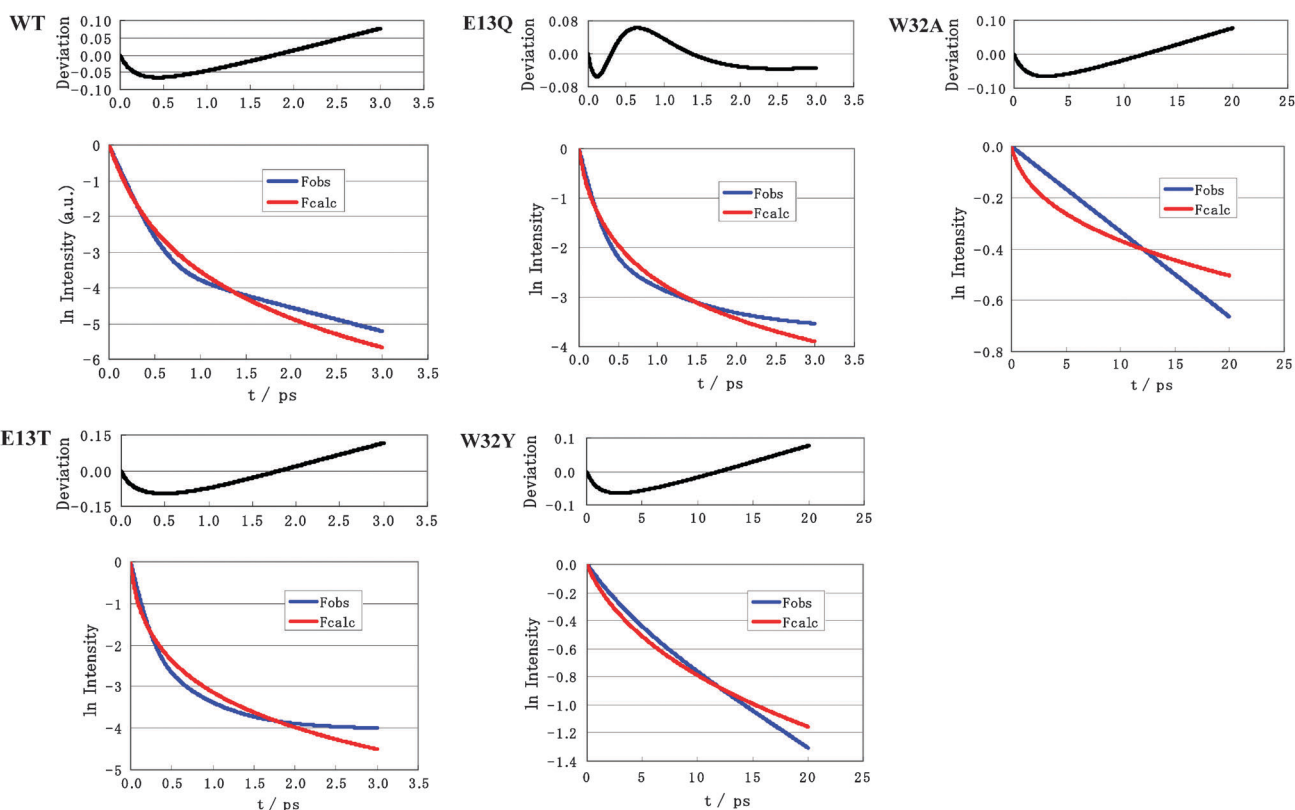 WT
Deviation
0.10
0.05
0.00
−0.05
−0.10
0.0 0.5 1.0 1.5 2.0 2.5 3.0 3.5
ln Intensity (a.u.)
0
−1
−2
−3
−4
−5
−6
Fobs
Fcalc
0.0 0.5 1.0 1.5 2.0 2.5 3.0 3.5
t / ps
E13Q
Deviation
0.08
0.00
−0.08
0.0 0.5 1.0 1.5 2.0 2.5 3.0 3.5
ln Intensity
0
−1
−2
−3
−4
Fobs
Fcalc
0.0 0.5 1.0 1.5 2.0 2.5 3.0 3.5
t / ps
W32A
Deviation
0.10
0.00
−0.10
0 5 10 15 20 25
ln Intensity
0.0
−0.2
−0.4
−0.6
−0.8
Fobs
Fcalc
0 5 10 15 20 25
t / ps
E13T
Deviation
0.15
0.00
−0.15
0.0 0.5 1.0 1.5 2.0 2.5 3.0 3.5
ln Intensity
0
−1
−2
−3
−4
−5
Fobs
Fcalc
0.0 0.5 1.0 1.5 2.0 2.5 3.0 3.5
t / ps
W32Y
Deviation
0.1
0.0
−0.1
0 5 10 15 20 25
ln Intensity
0.0
−0.2
−0.4
−0.6
−0.8
−1.0
−1.2
−1.4
Fobs
Fcalc
0 5 10 15 20 25
t / ps